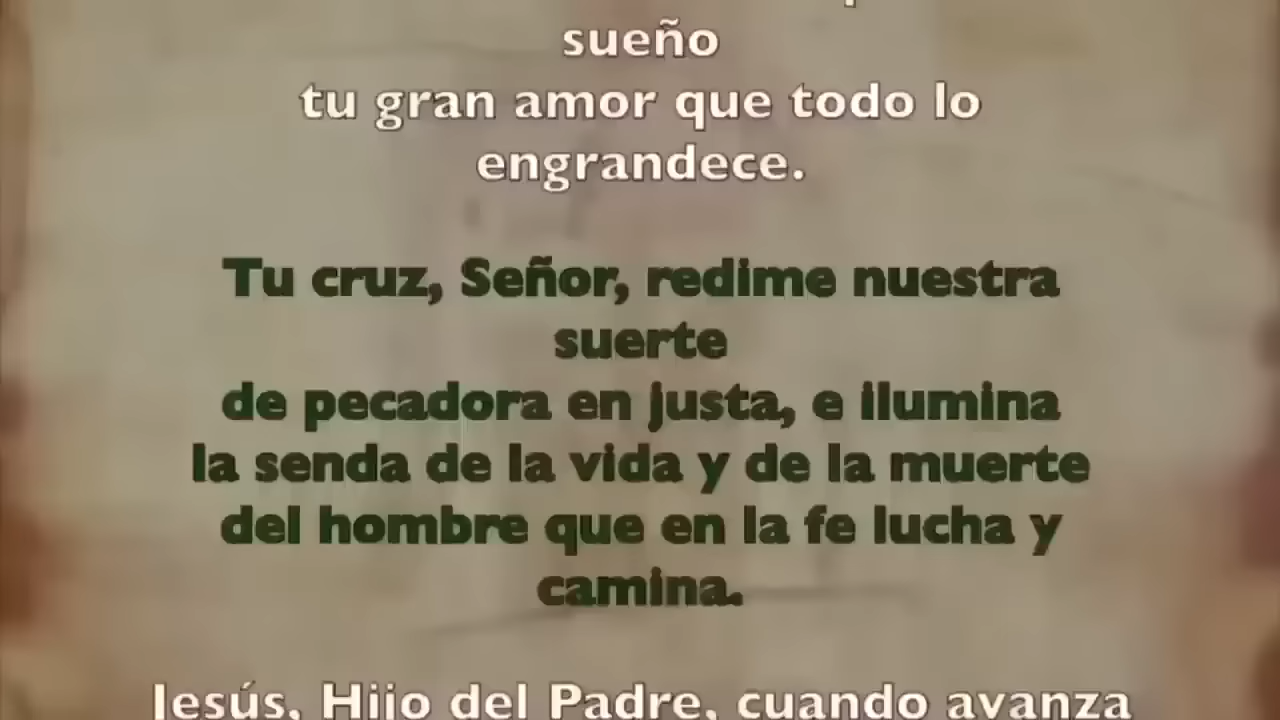 sueño
tu gran amor que todo lo
engrandece.
Tu cruz, Señor, redime nuestra
suerte
de pecadora en justa, e ilumina
la senda de la vida y de la muerte
del hombre que en la fe lucha y
camina.
Jesús, Hijo del Padre, cuando avanza